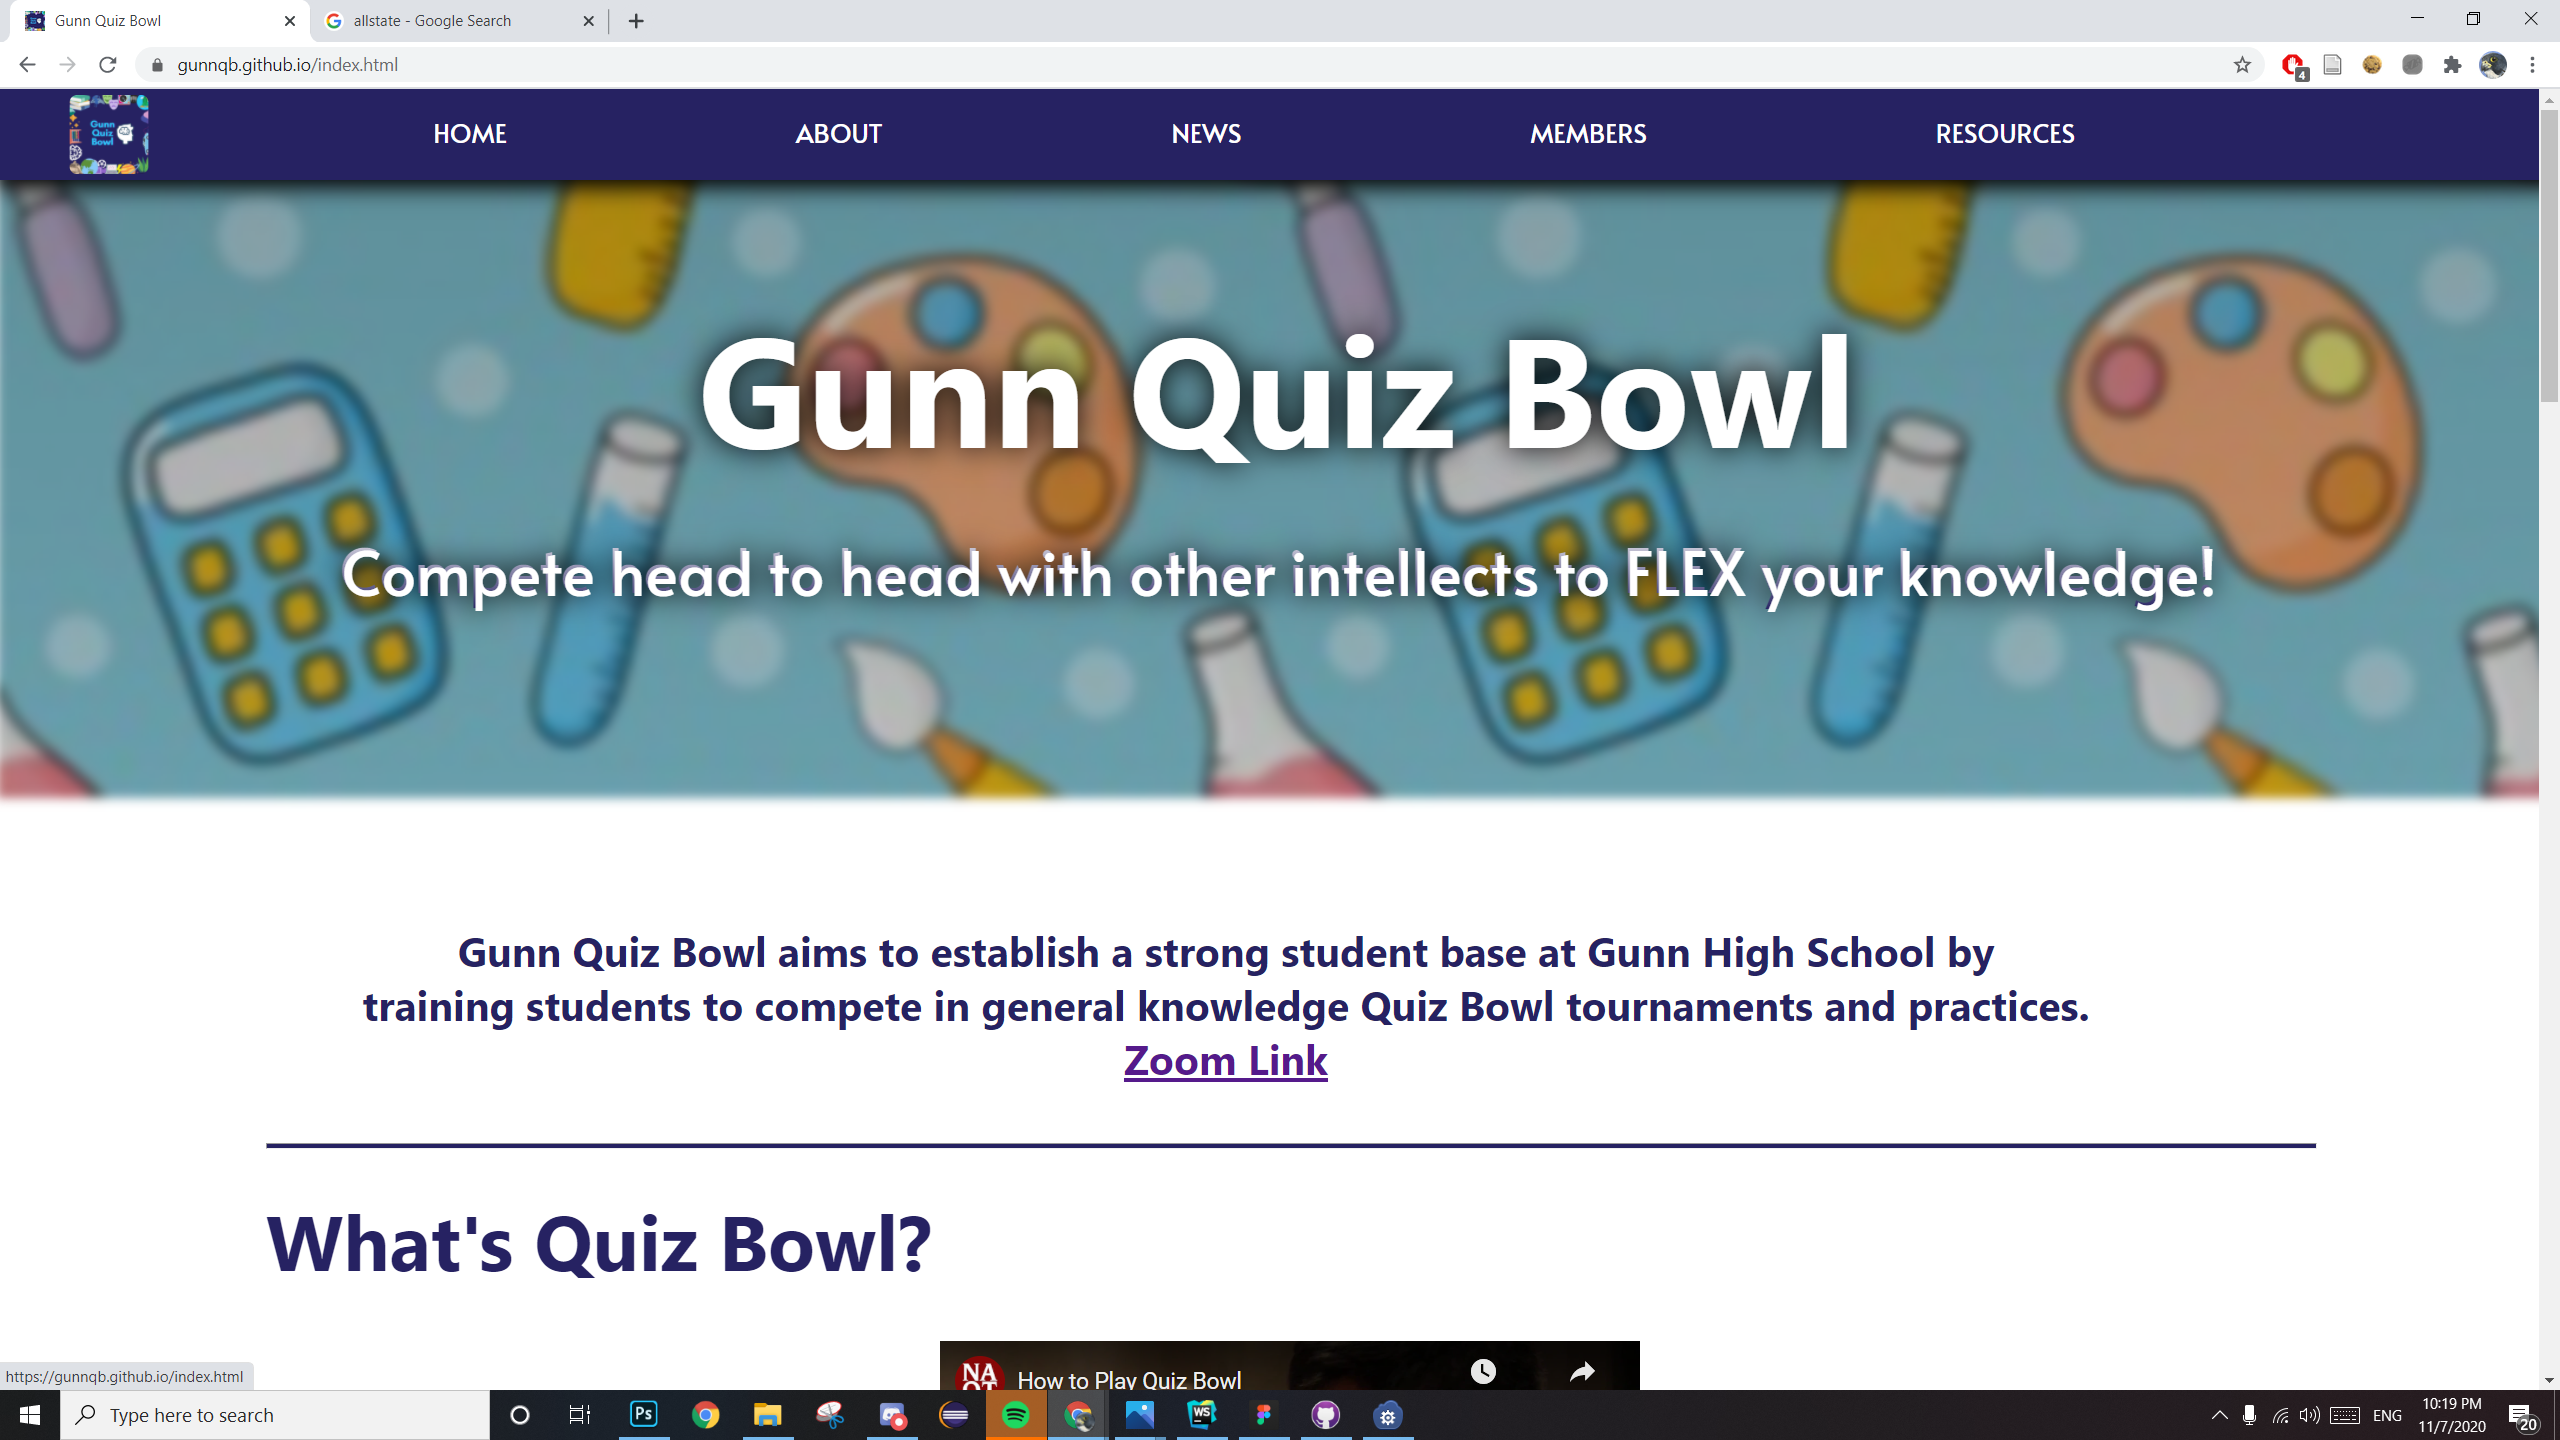 Gunn Quiz Bowl
allstate - Google Search
gunnqb.github.io/index.html
4
Gunn
Quiz
Bowl
HOME ABOUT NEWS MEMBERS RESOURCES
Gunn Quiz Bowl
Compete head to head with other intellects to FLEX your knowledge!
Gunn Quiz Bowl aims to establish a strong student base at Gunn High School by
training students to compete in general knowledge Quiz Bowl tournaments and practices.
Zoom Link
What's Quiz Bowl?
NA
QT
How to Play Quiz Bowl
https://gunnqb.github.io/index.html
Type here to search
Ps
WS
ENG
10:19 PM
11/7/2020
20